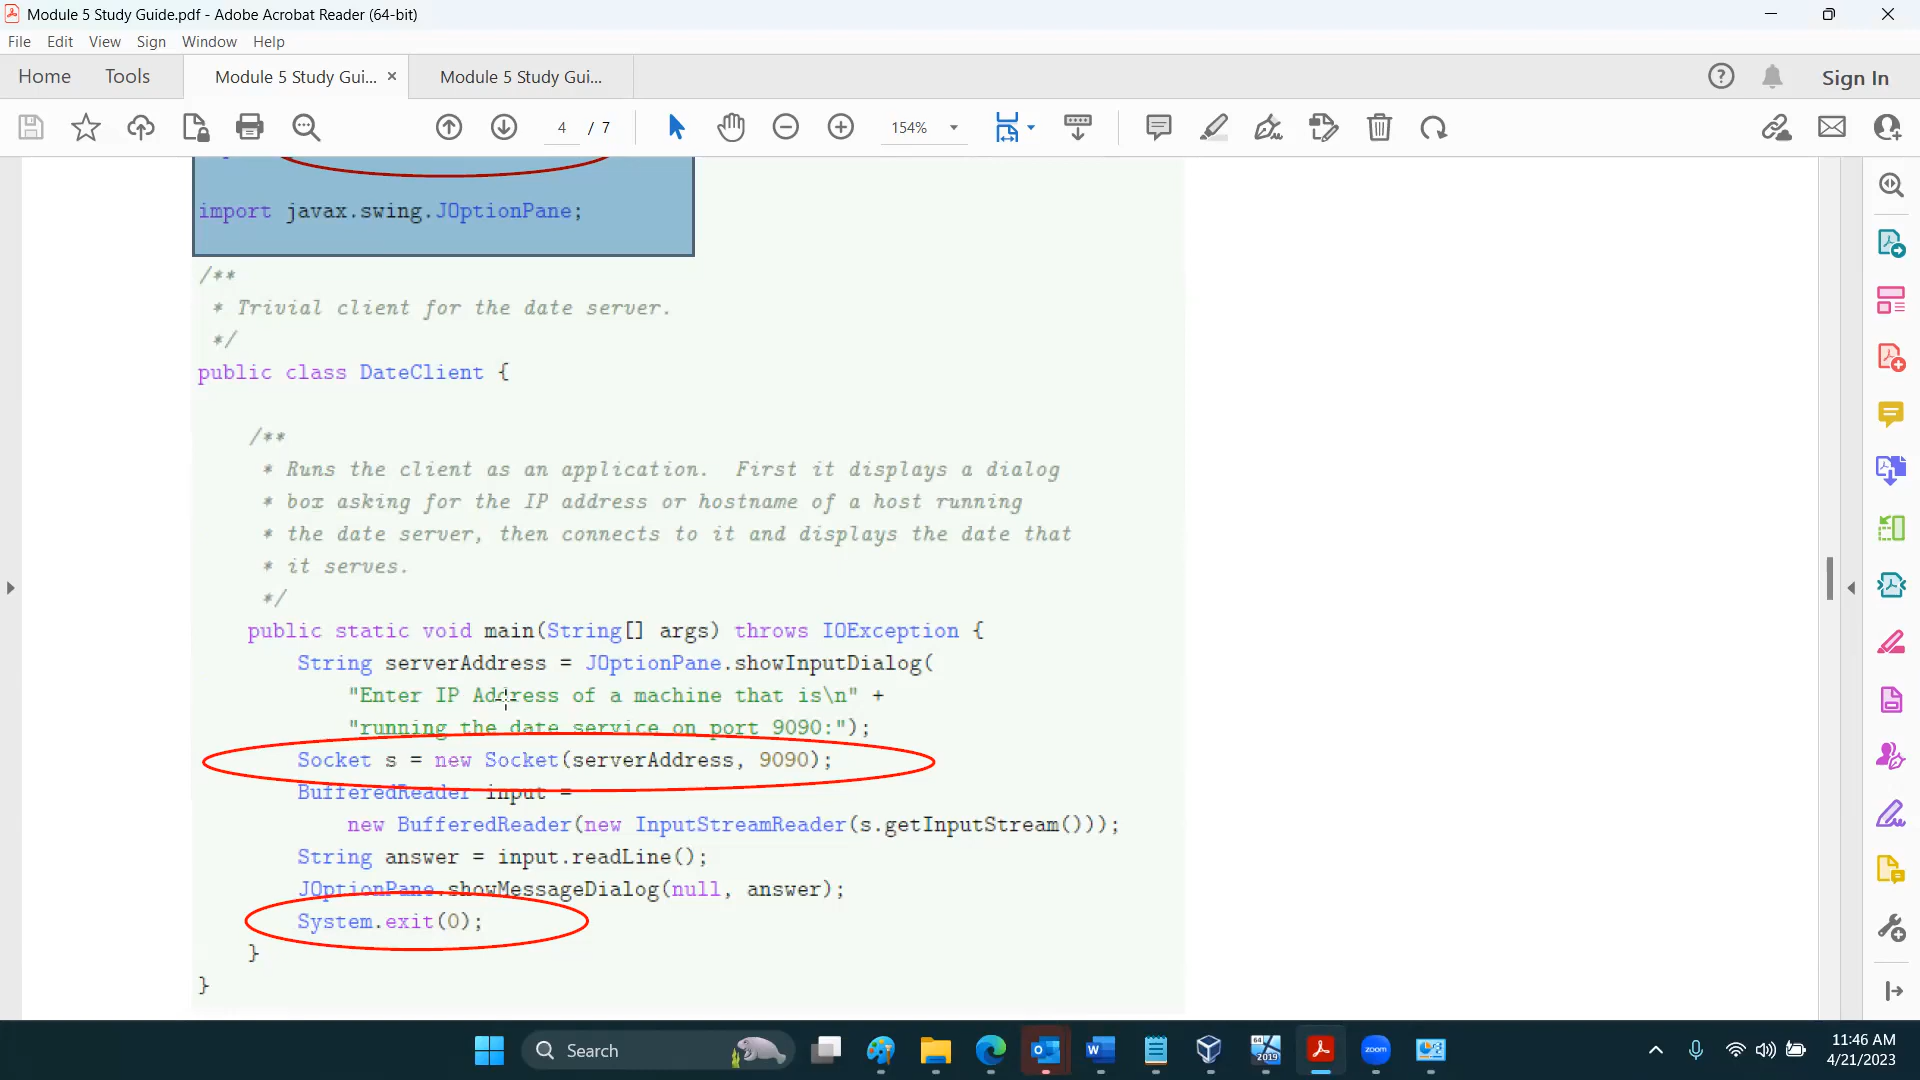 Module 5 Study Guide.pdf - Adobe Acrobat Reader (64-bit)
File Edit View Sign Window Help
Home Tools Module 5 Study Gui... × Module 5 Study Gui... Sign In
4 / 7 154%
import javax.swing.JOptionPane;
/**
* Trivial client for the date server.
*/
public class DateClient {
/**
* Runs the client as an application. First it displays a dialog
* box asking for the IP address or hostname of a host running
* the date server, then connects to it and displays the date that
* it serves.
*/
public static void main(String[] args) throws IOException {
String serverAddress = JOptionPane.showInputDialog(
"Enter IP Address of a machine that is\n" +
"running the date service on port 9090:");
Socket s = new Socket(serverAddress, 9090);
BufferedReader input =
new BufferedReader(new InputStreamReader(s.getInputStream()));
String answer = input.readLine();
JOptionPane.showMessageDialog(null, answer);
System.exit(0);
}
}
Search 64 2019 zoom 11:46 AM
4/21/2023